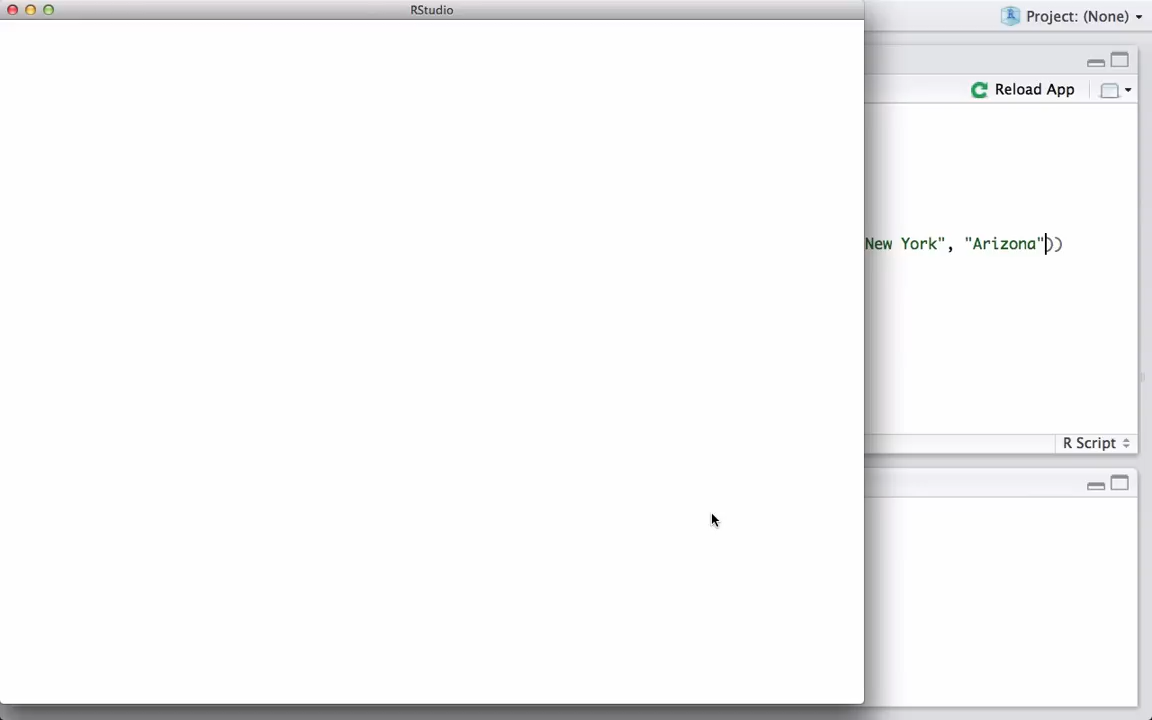 RStudio
Project: (None)
Reload App
New York", "Arizona"))
R Script